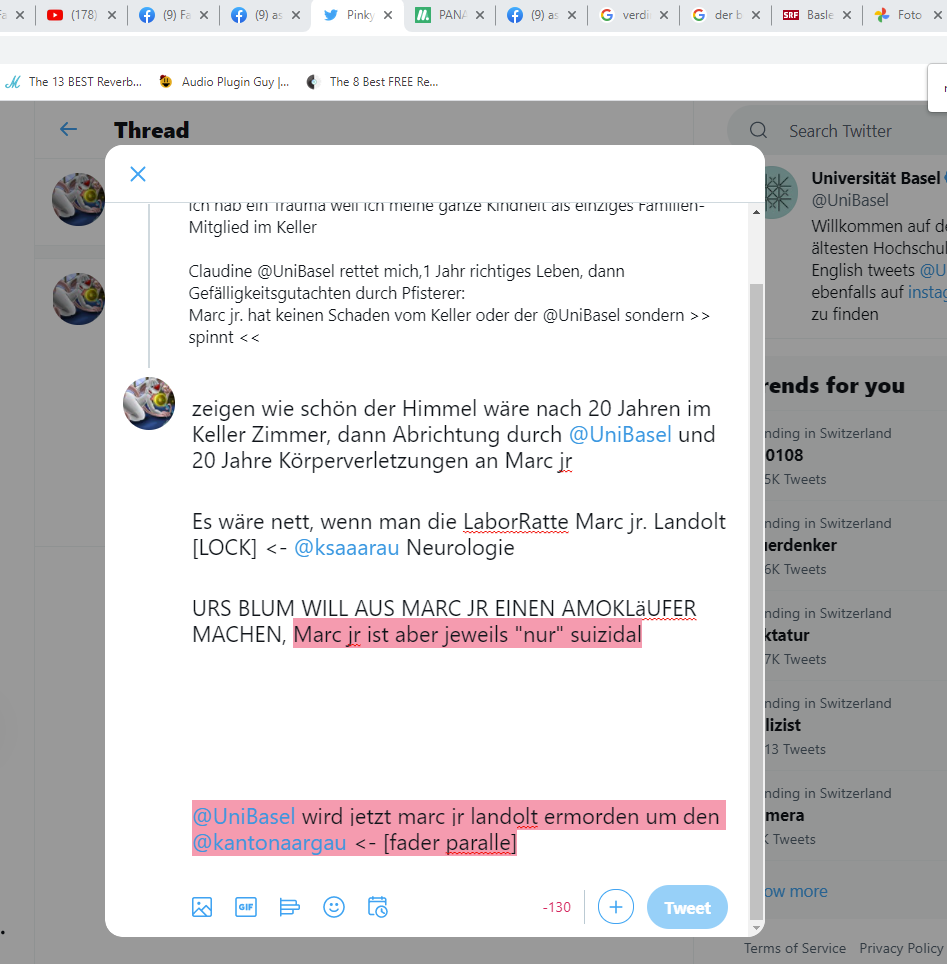 (178)
(9) Fa
(9) as
Pinky
PANA
(9) as
verdi
der b
SRF Basle
Foto
The 13 BEST Reverb...
Audio Plugin Guy |...
The 8 Best FREE Re...
Thread
Search Twitter
Ich hab ein Trauma weil ich meine ganze Kindheit als einziges Familien-
Mitglied im Keller
Claudine @UniBasel rettet mich,1 Jahr richtiges Leben, dann
Gefälligkeitsgutachten durch Pfisterer:
Marc jr. hat keinen Schaden vom Keller oder der @UniBasel sondern >>
spinnt <<
zeigen wie schön der Himmel wäre nach 20 Jahren im
Keller Zimmer, dann Abrichtung durch @UniBasel und
20 Jahre Körperverletzungen an Marc jr
Es wäre nett, wenn man die LaborRatte Marc jr. Landolt
[LOCK] <- @ksaaarau Neurologie
URS BLUM WILL AUS MARC JR EINEN AMOKLäUFER
MACHEN, Marc jr ist aber jeweils "nur" suizidal
@UniBasel wird jetzt marc jr landolt ermorden um den
@kantonaargau <- [fader paralle]
GIF
-130
Tweet
Universität Basel
@UniBasel
Willkommen auf de
ältesten Hochschul
English tweets @U
ebenfalls auf instag
zu finden
rends for you
nding in Switzerland
0108
5K Tweets
nding in Switzerland
uerdenker
6K Tweets
nding in Switzerland
ktatur
7K Tweets
nding in Switzerland
lizist
13 Tweets
nding in Switzerland
mera
K Tweets
ow more
Terms of Service Privacy Policy